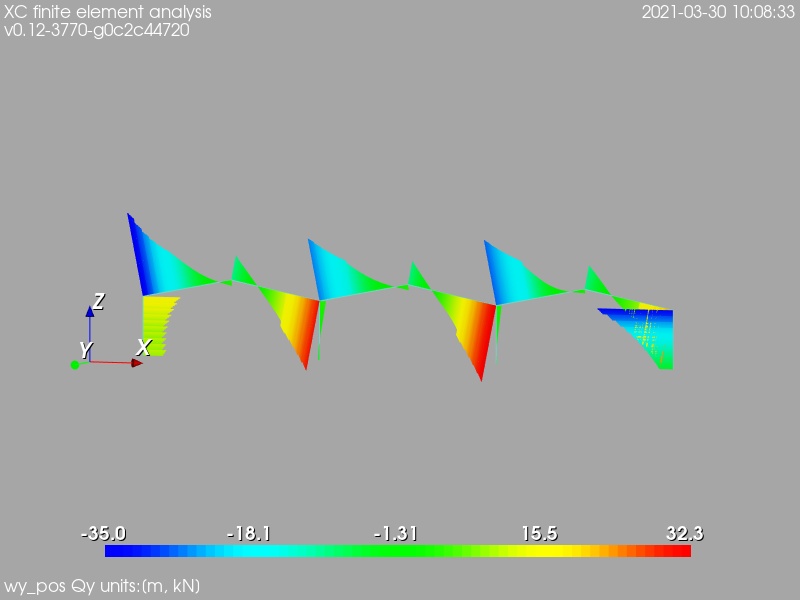 XC finite element analysis
v0.12-3770-g0c2c44720
2021-03-30 10:08:33
Z
Y
X
-35.0 -18.1 -1.31 15.5 32.3
wy_pos Qy units:[m, kN]